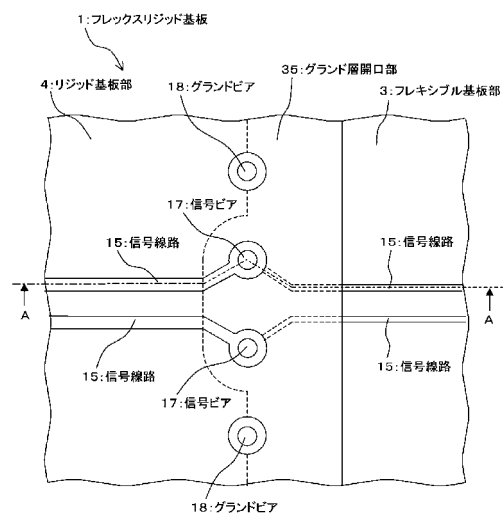 1:フレックスリジッド基板
4:リジッド基板部
18:グランドビア
35:グランド層開口部
3:フレキシブル基板部
17:信号ビア
15:信号線路
15:信号線路
A
A
15:信号線路
15:信号線路
17:信号ビア
18:グランドビア